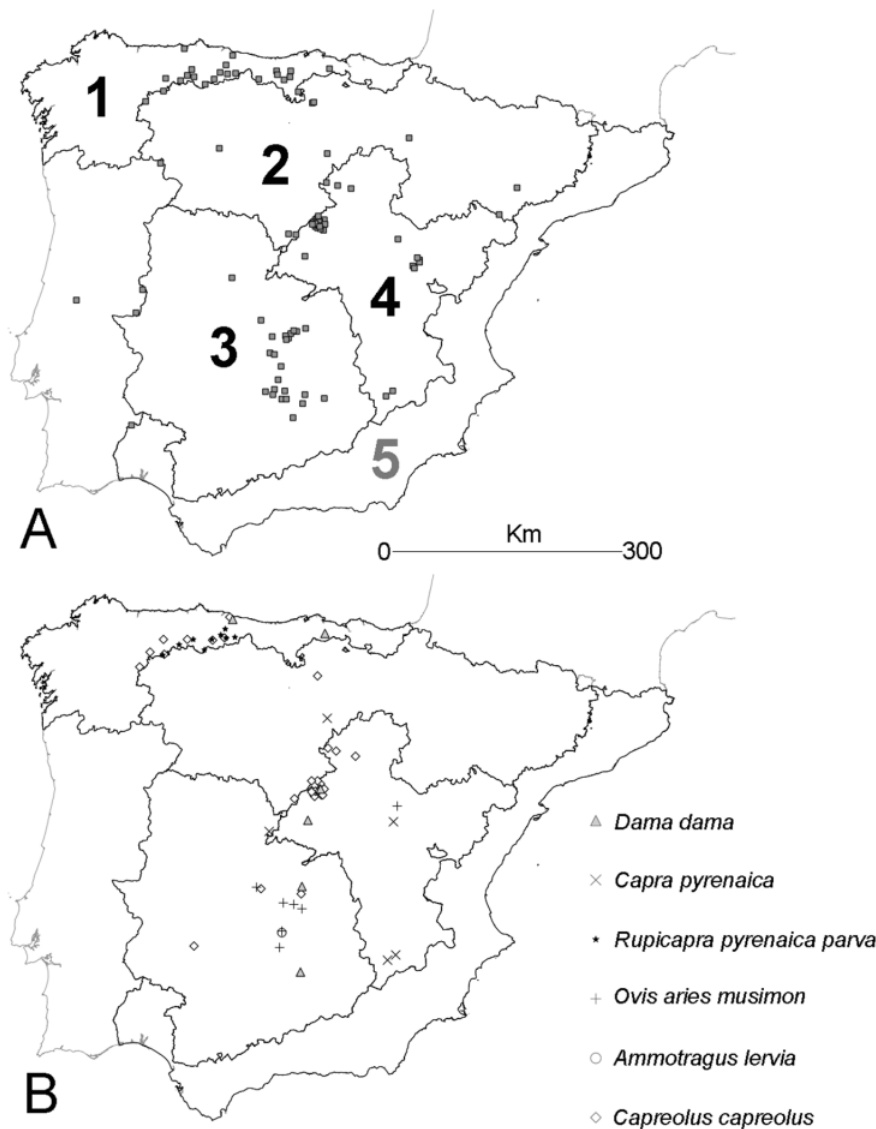 1
2
3
4
5
A
Km
0 300
B
Dama dama
Capra pyrenaica
Rupicapra pyrenaica parva
Ovis aries musimon
Ammotragus lervia
Capreolus capreolus